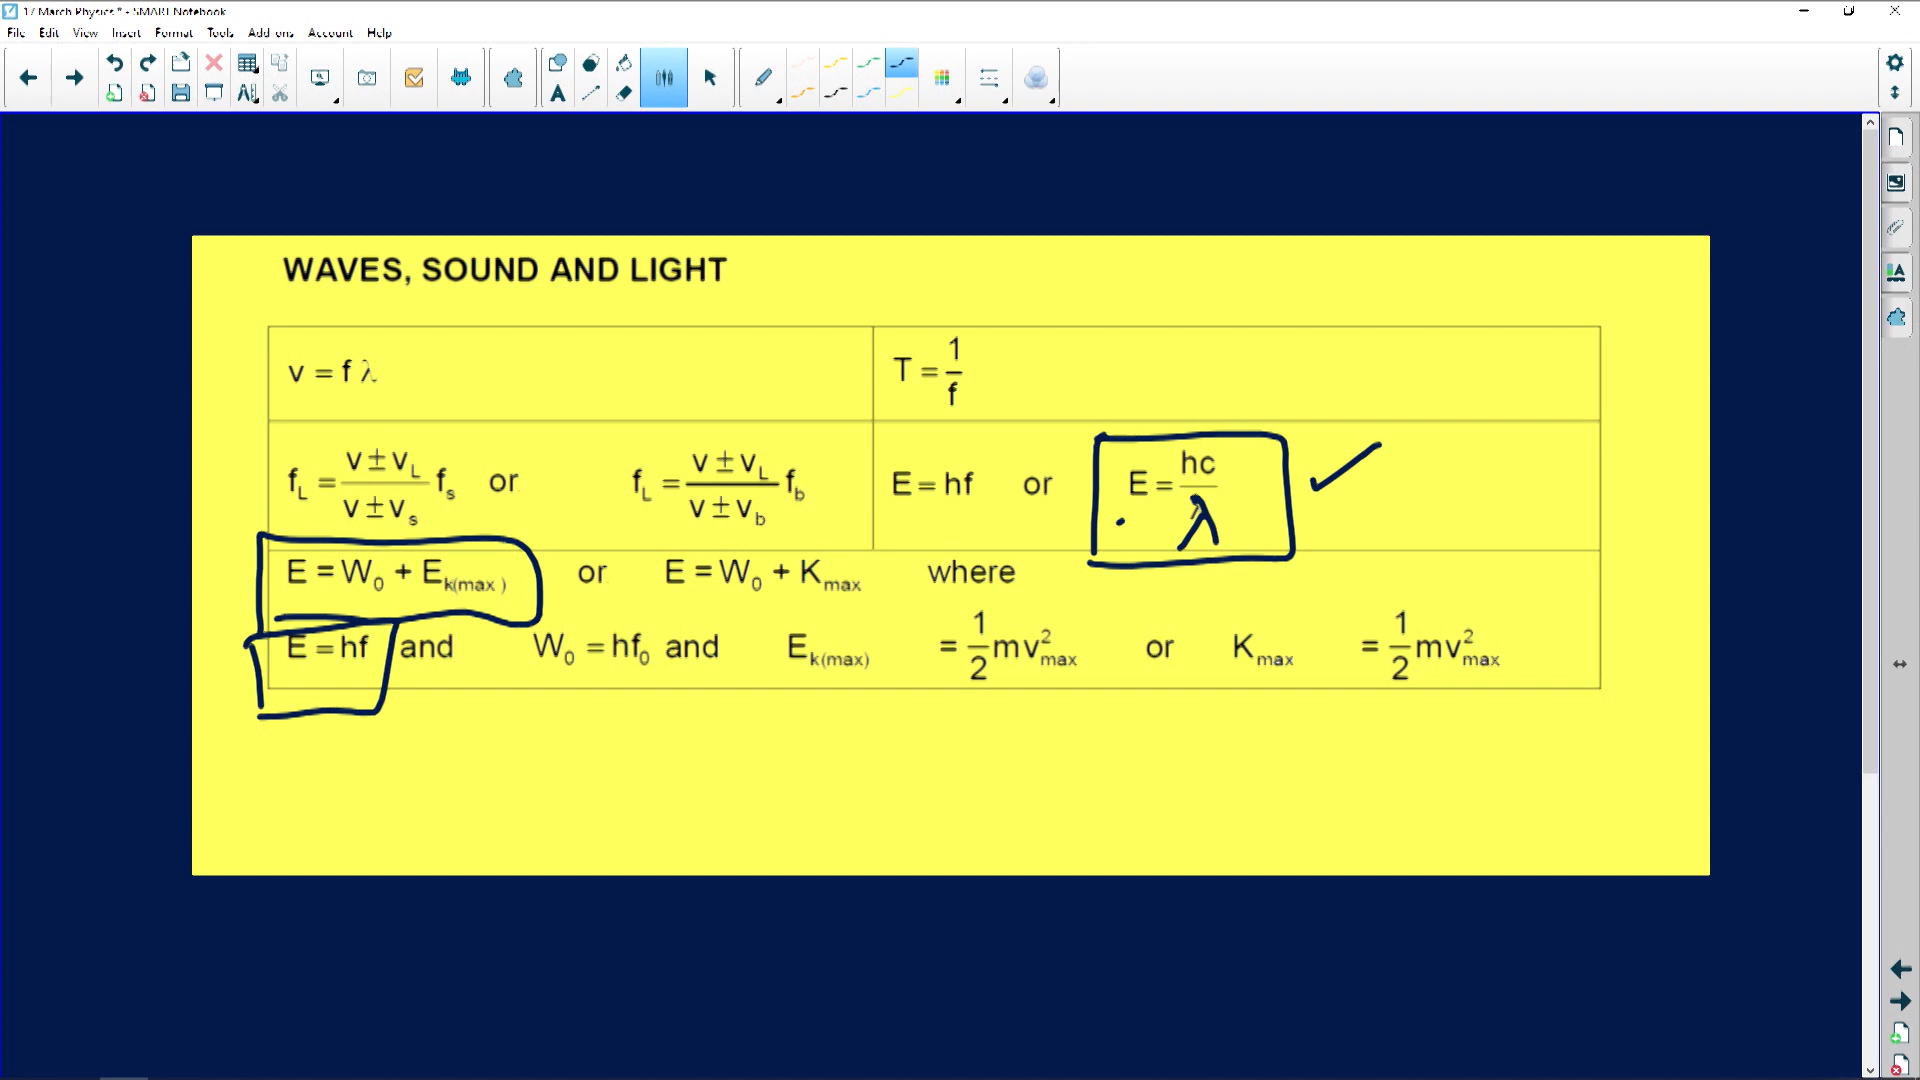 17 March Physics * - SMART Notebook
File Edit View Insert Format Tools Add-ons Account Help
WAVES, SOUND AND LIGHT
v = f λ
T = 1/f
f_L = (v ± v_L)/(v ± v_s) f_s or f_L = (v ± v_L)/(v ± v_b) f_b
E = hf or E = hc/λ
E = W_0 + E_k(max) or E = W_0 + K_max where
E = hf and W_0 = hf_0 and E_k(max) = 1/2 mv²_max or K_max = 1/2 mv²_max